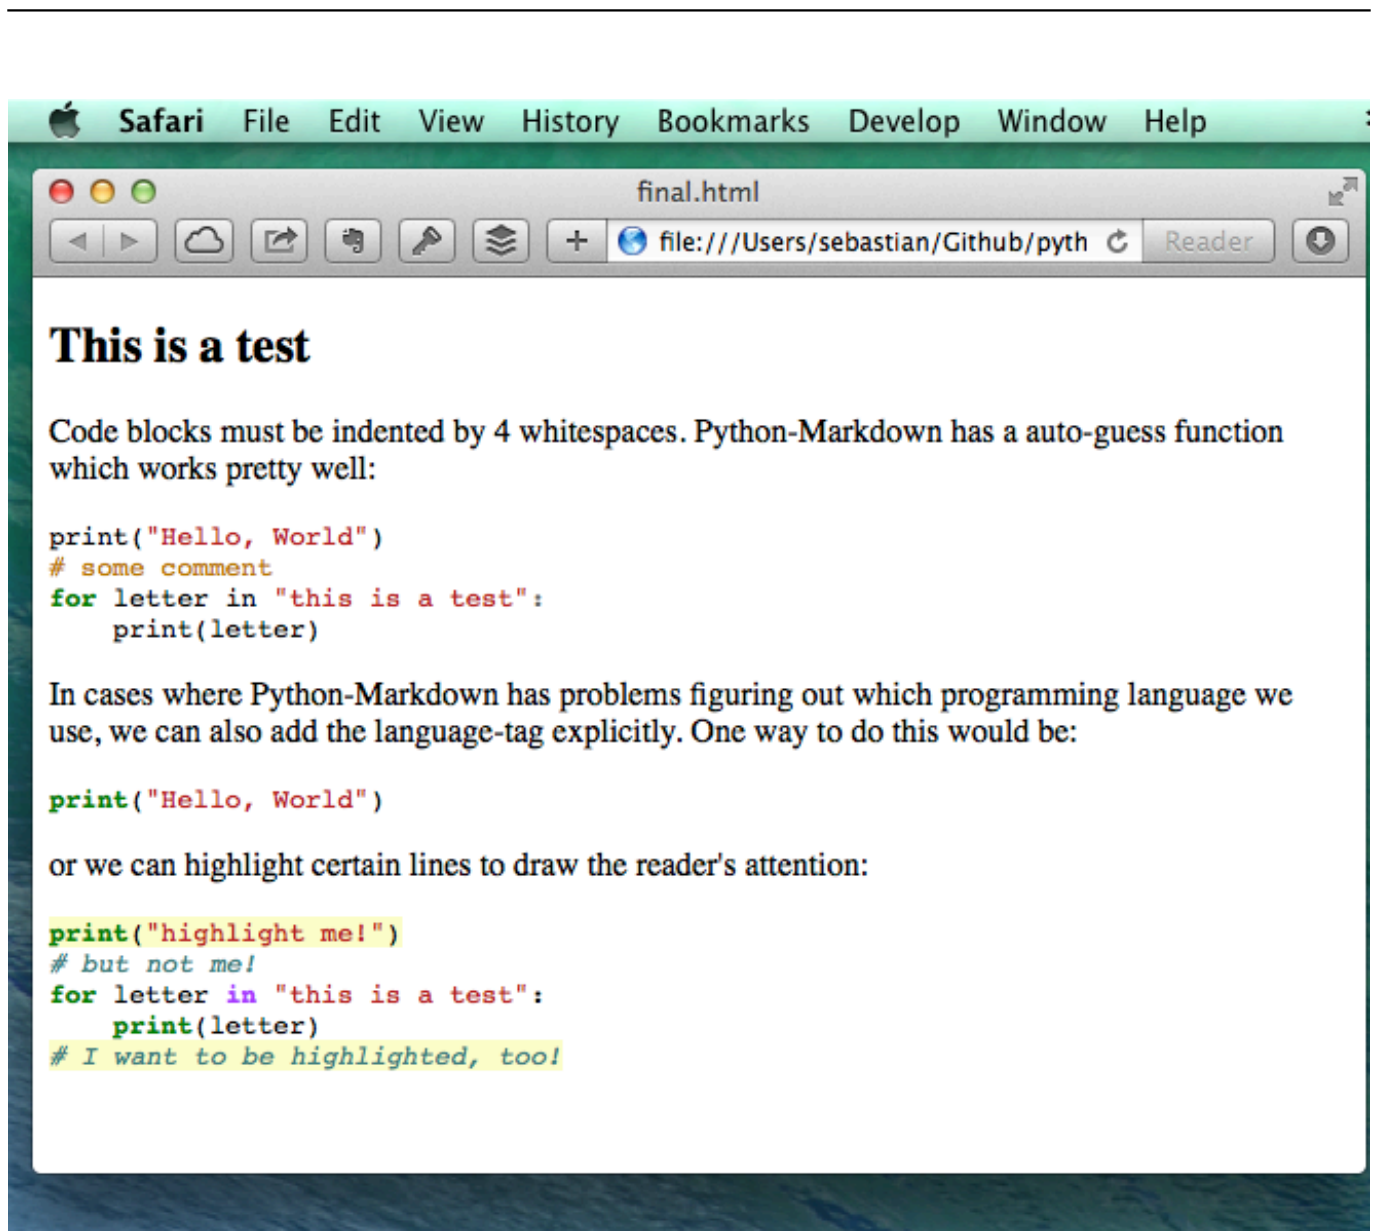 Safari File Edit View History Bookmarks Develop Window Help
final.html
file:///Users/sebastian/Github/pyth Reader
This is a test
Code blocks must be indented by 4 whitespaces. Python-Markdown has a auto-guess function
which works pretty well:
print("Hello, World")
# some comment
for letter in "this is a test":
    print(letter)
In cases where Python-Markdown has problems figuring out which programming language we
use, we can also add the language-tag explicitly. One way to do this would be:
print("Hello, World")
or we can highlight certain lines to draw the reader's attention:
print("highlight me!")
# but not me!
for letter in "this is a test":
    print(letter)
# I want to be highlighted, too!